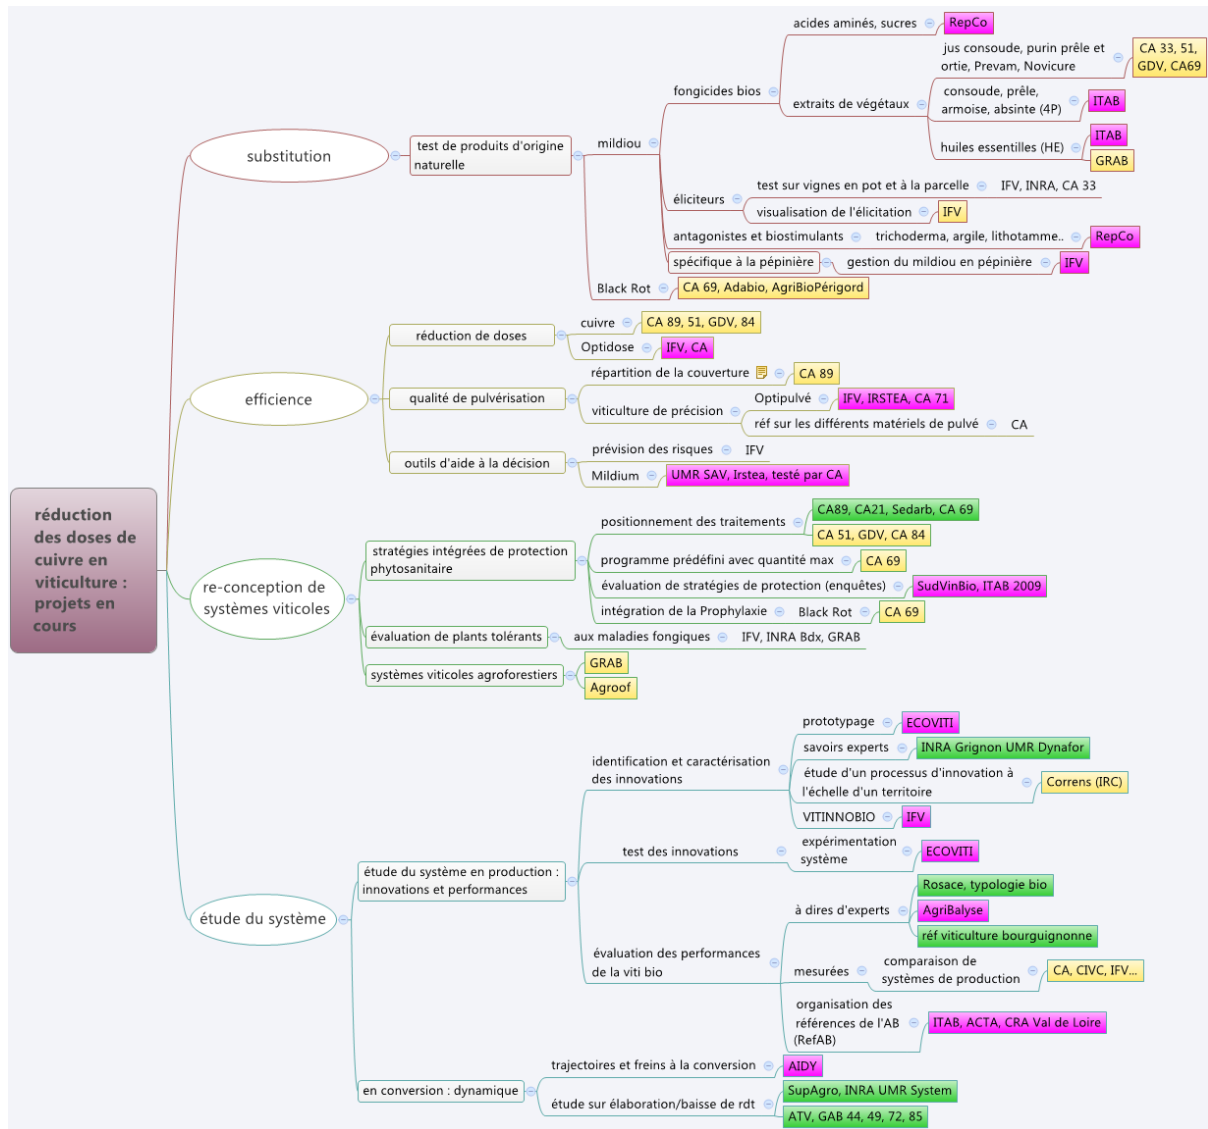 réduction
des doses de
cuivre en
viticulture :
projets en
cours
substitution
test de produits d'origine
naturelle
mildiou
fongicides bios
acides aminés, sucres
RepCo
extraits de végétaux
jus consoude, purin prêle et
ortie, Prevam, Novicure
CA 33, 51,
GDV, CA69
consoude, prêle,
armoise, absinte (4P)
ITAB
huiles essentilles (HE)
ITAB
GRAB
éliciteurs
test sur vignes en pot et à la parcelle
IFV, INRA, CA 33
visualisation de l'élicitation
IFV
antagonistes et biostimulants
trichoderma, argile, lithotamme..
RepCo
spécifique à la pépinière
gestion du mildiou en pépinière
IFV
Black Rot
CA 69, Adabio, AgriBioPérigord
efficience
réduction de doses
cuivre
CA 89, 51, GDV, 84
Optidose
IFV, CA
qualité de pulvérisation
répartition de la couverture
CA 89
viticulture de précision
Optipulvé
IFV, IRSTEA, CA 71
réf sur les différents matériels de pulvé
CA
outils d'aide à la décision
prévision des risques
IFV
Mildium
UMR SAV, Irstea, testé par CA
re-conception de
systèmes viticoles
stratégies intégrées de protection
phytosanitaire
positionnement des traitements
CA89, CA21, Sedarb, CA 69
CA 51, GDV, CA 84
programme prédéfini avec quantité max
CA 69
évaluation de stratégies de protection (enquêtes)
SudVinBio, ITAB 2009
intégration de la Prophylaxie
Black Rot
CA 69
évaluation de plants tolérants
aux maladies fongiques
IFV, INRA Bdx, GRAB
systèmes viticoles agroforestiers
GRAB
Agroof
étude du système
étude du système en production :
innovations et performances
identification et caractérisation
des innovations
prototypage
ECOVITI
savoirs experts
INRA Grignon UMR Dynafor
étude d'un processus d'innovation à
l'échelle d'un territoire
Correns (IRC)
VITINNOBIO
IFV
test des innovations
expérimentation
système
ECOVITI
évaluation des performances
de la viti bio
à dires d'experts
Rosace, typologie bio
AgriBalyse
réf viticulture bourguignonne
mesurées
comparaison de
systèmes de production
CA, CIVC, IFV...
organisation des
références de l'AB
(RefAB)
ITAB, ACTA, CRA Val de Loire
en conversion : dynamique
trajectoires et freins à la conversion
AIDY
étude sur élaboration/baisse de rdt
SupAgro, INRA UMR System
ATV, GAB 44, 49, 72, 85